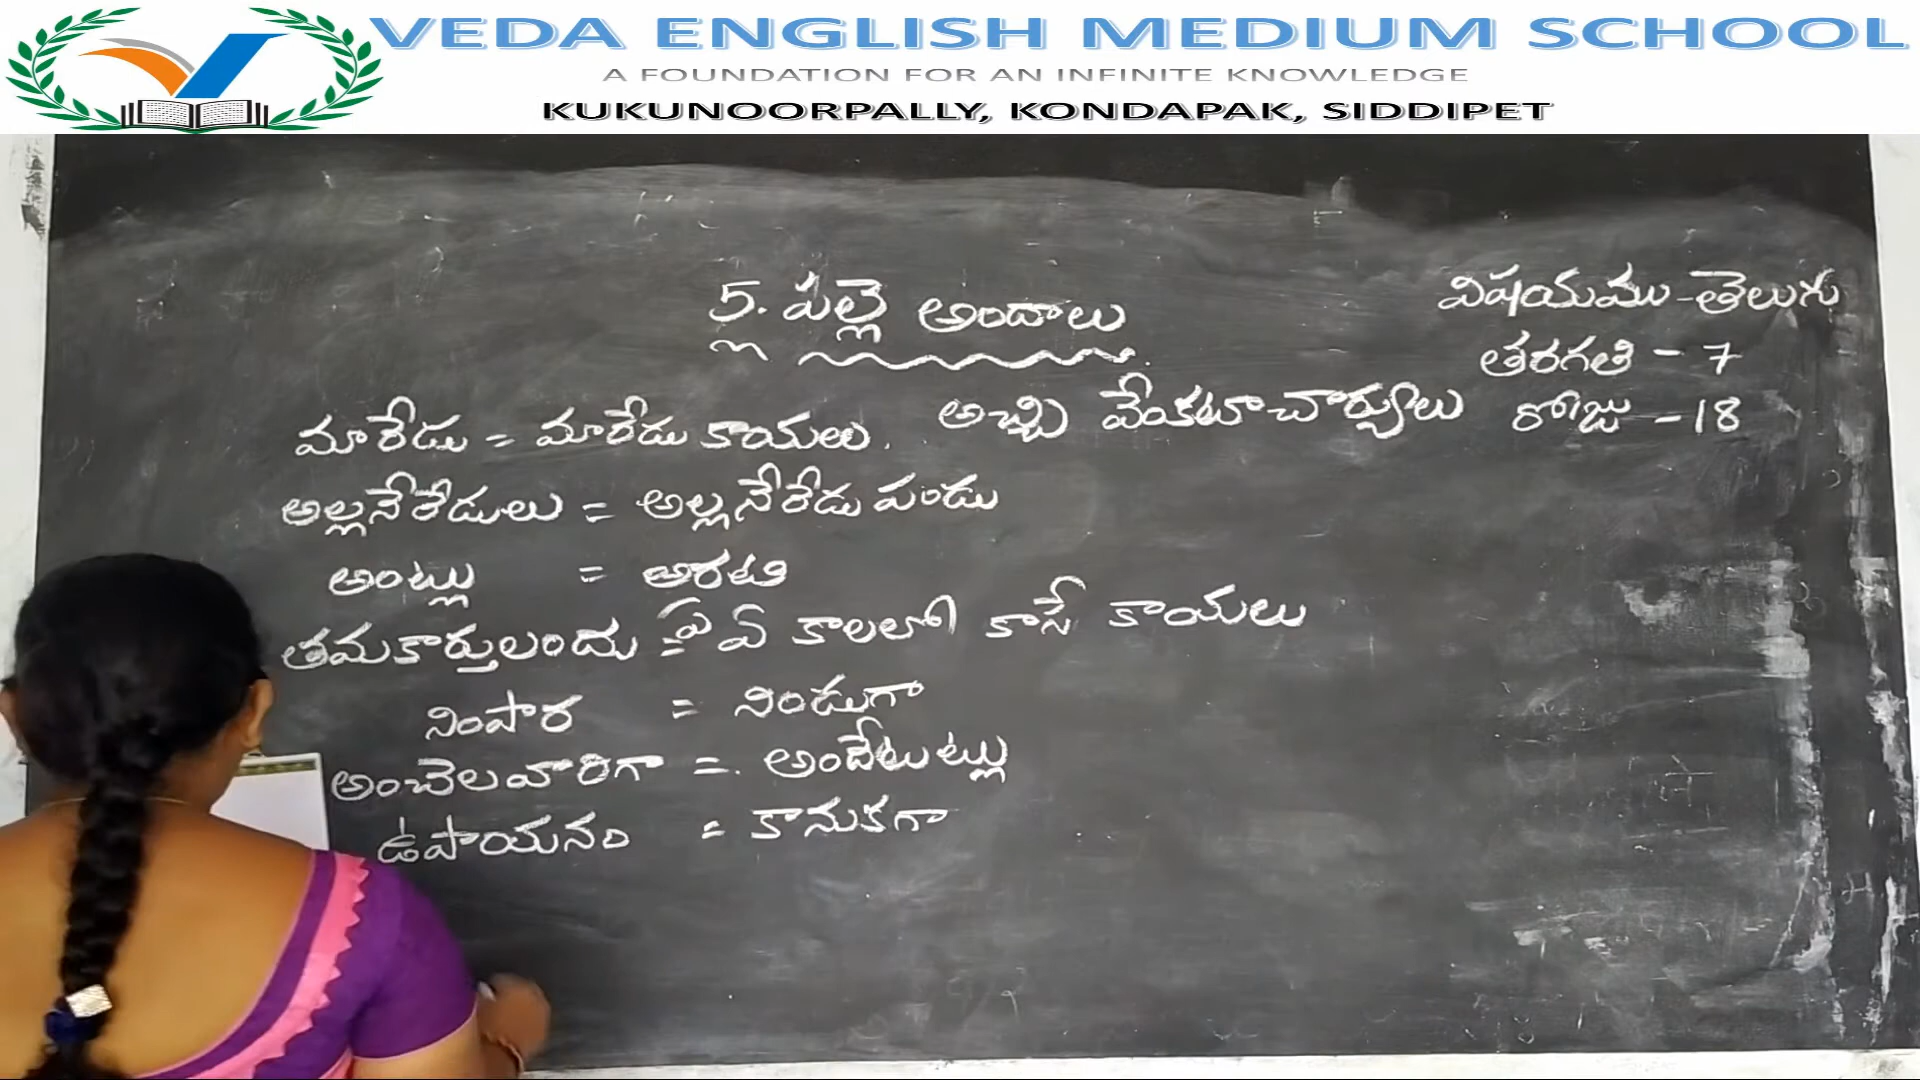 VEDA ENGLISH MEDIUM SCHOOL
A FOUNDATION FOR AN INFINITE KNOWLEDGE
KUKUNOORPALLY, KONDAPAK, SIDDIPET
విషయము - తెలుగు
5. పల్లె అందాలు
తరగతి - 7
అచ్చి వేంకటాచార్యులు
రోజు - 18
మారేడు = మారేడు కాయలు.
అల్లనేరేడులు = అల్లనేరేడు పండు
అంట్లు = అరటి
తమకార్తులందు = ఏ ఏ కాలలో కాసే కాయలు
నింపార = నిండుగా
అంచెలవారిగా = అందేటట్లు
ఉపాయనం = కానుకగా